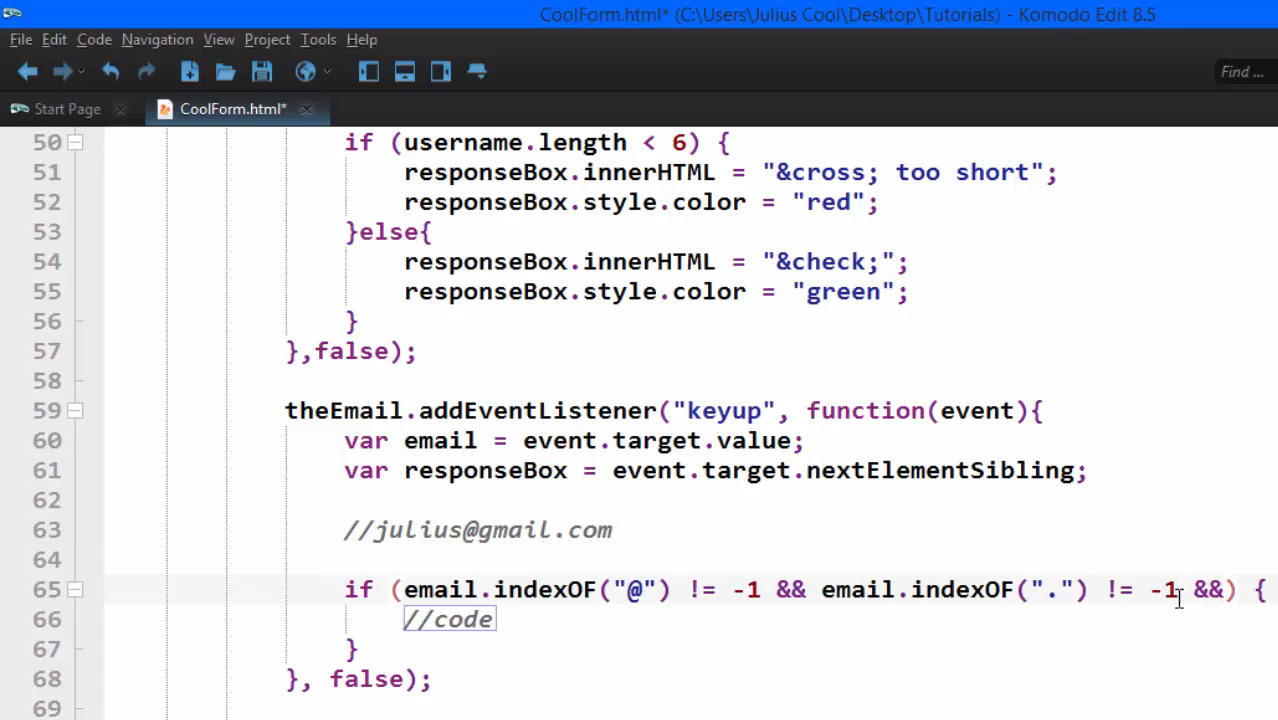 CoolForm.html* (C:\Users\Julius Cool\Desktop\Tutorials) - Komodo Edit 8.5
File Edit Code Navigation View Project Tools Help
Find ...
Start Page CoolForm.html*
50 if (username.length < 6) {
51 responseBox.innerHTML = "&cross; too short";
52 responseBox.style.color = "red";
53 }else{
54 responseBox.innerHTML = "&check;";
55 responseBox.style.color = "green";
56 }
57 },false);
58
59 theEmail.addEventListener("keyup", function(event){
60 var email = event.target.value;
61 var responseBox = event.target.nextElementSibling;
62
63 //julius@gmail.com
64
65 if (email.indexOF("@") != -1 && email.indexOF(".") != -1 &&) {
66 //code
67 }
68 }, false);
69